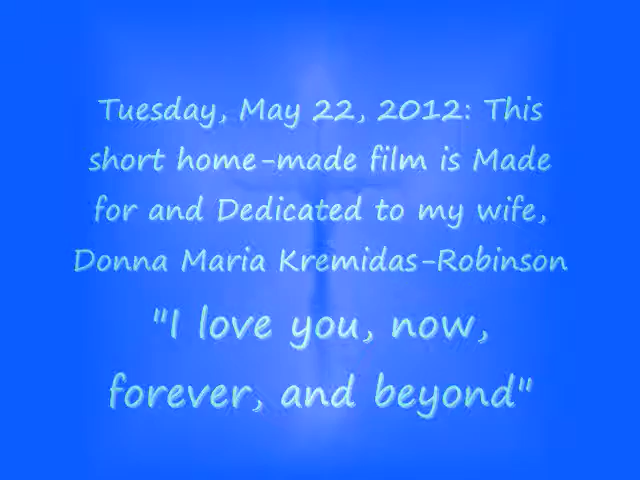 Tuesday, May 22, 2012: This
short home-made film is Made
for and Dedicated to my wife,
Donna Maria Kremidas-Robinson
"I love you, now,
forever, and beyond"